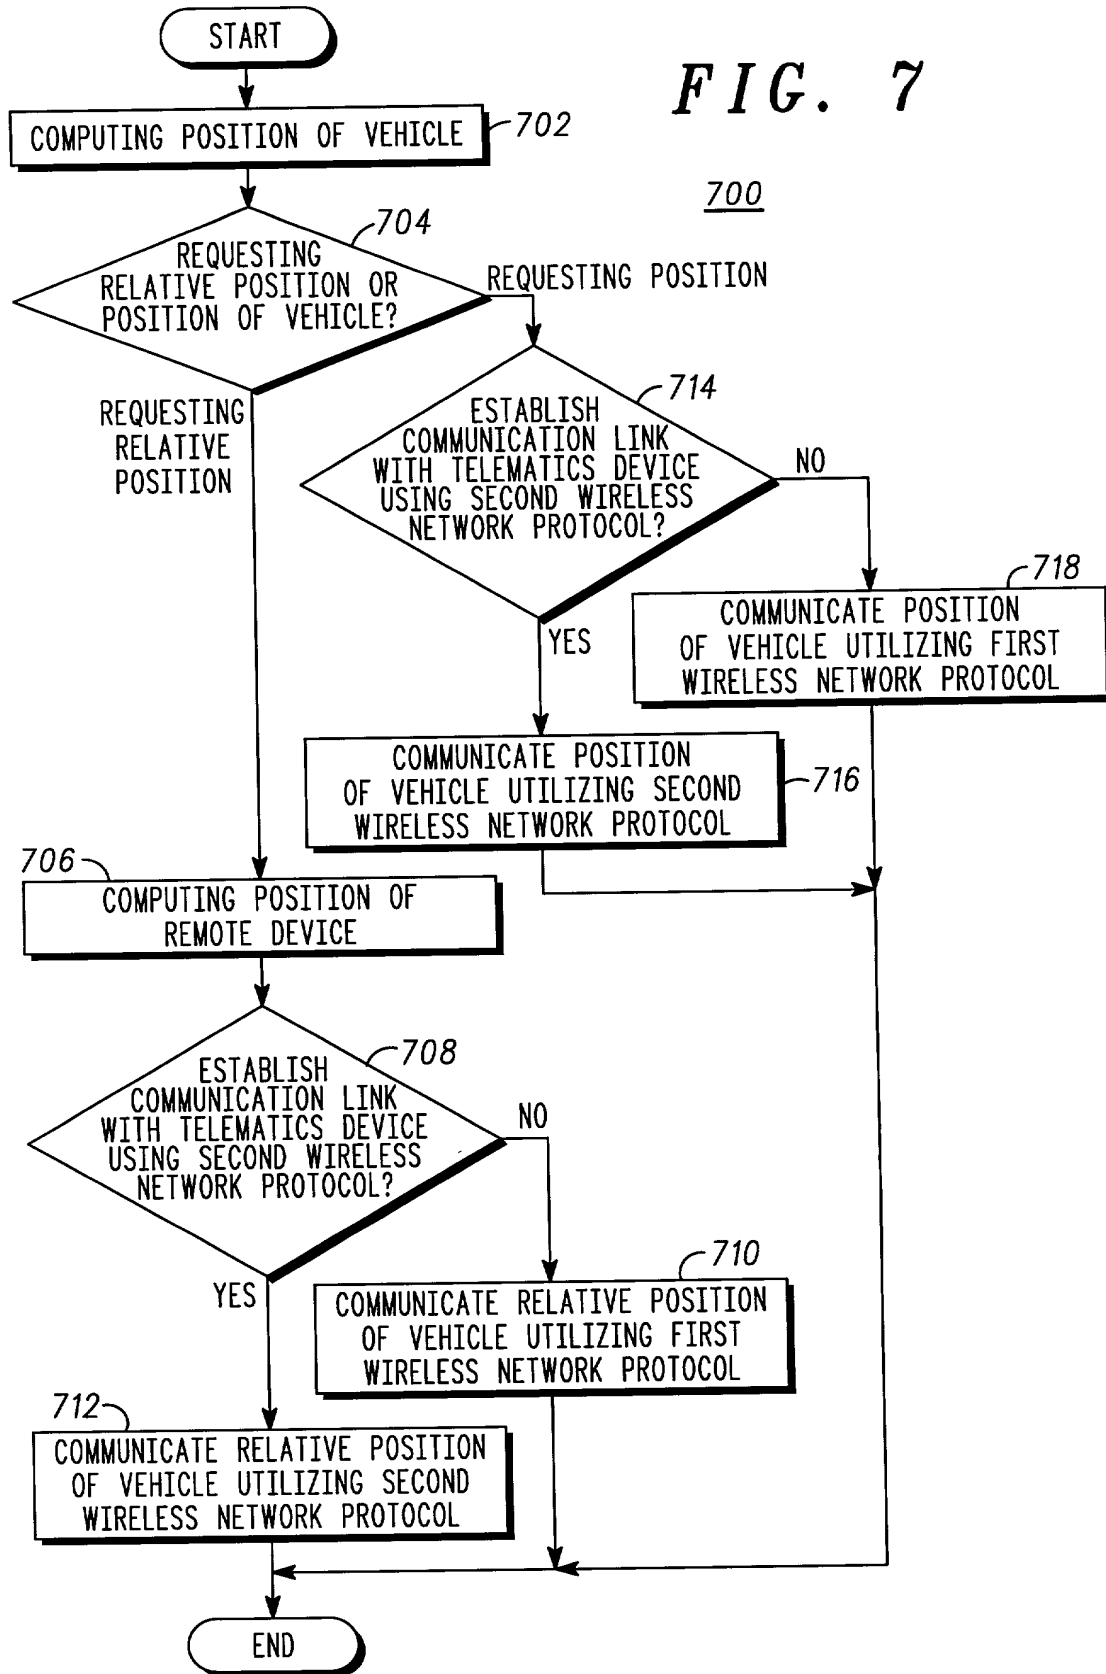 START
FIG. 7
COMPUTING POSITION OF VEHICLE
702
700
704
REQUESTING
RELATIVE POSITION OR
POSITION OF VEHICLE?
REQUESTING POSITION
714
REQUESTING
RELATIVE
POSITION
ESTABLISH
COMMUNICATION LINK
WITH TELEMATICS DEVICE
USING SECOND WIRELESS
NETWORK PROTOCOL?
NO
718
COMMUNICATE POSITION
OF VEHICLE UTILIZING FIRST
WIRELESS NETWORK PROTOCOL
YES
COMMUNICATE POSITION
OF VEHICLE UTILIZING SECOND
WIRELESS NETWORK PROTOCOL
716
706
COMPUTING POSITION OF
REMOTE DEVICE
708
ESTABLISH
COMMUNICATION LINK
WITH TELEMATICS DEVICE
USING SECOND WIRELESS
NETWORK PROTOCOL?
NO
710
YES
COMMUNICATE RELATIVE POSITION
OF VEHICLE UTILIZING FIRST
WIRELESS NETWORK PROTOCOL
712
COMMUNICATE RELATIVE POSITION
OF VEHICLE UTILIZING SECOND
WIRELESS NETWORK PROTOCOL
END